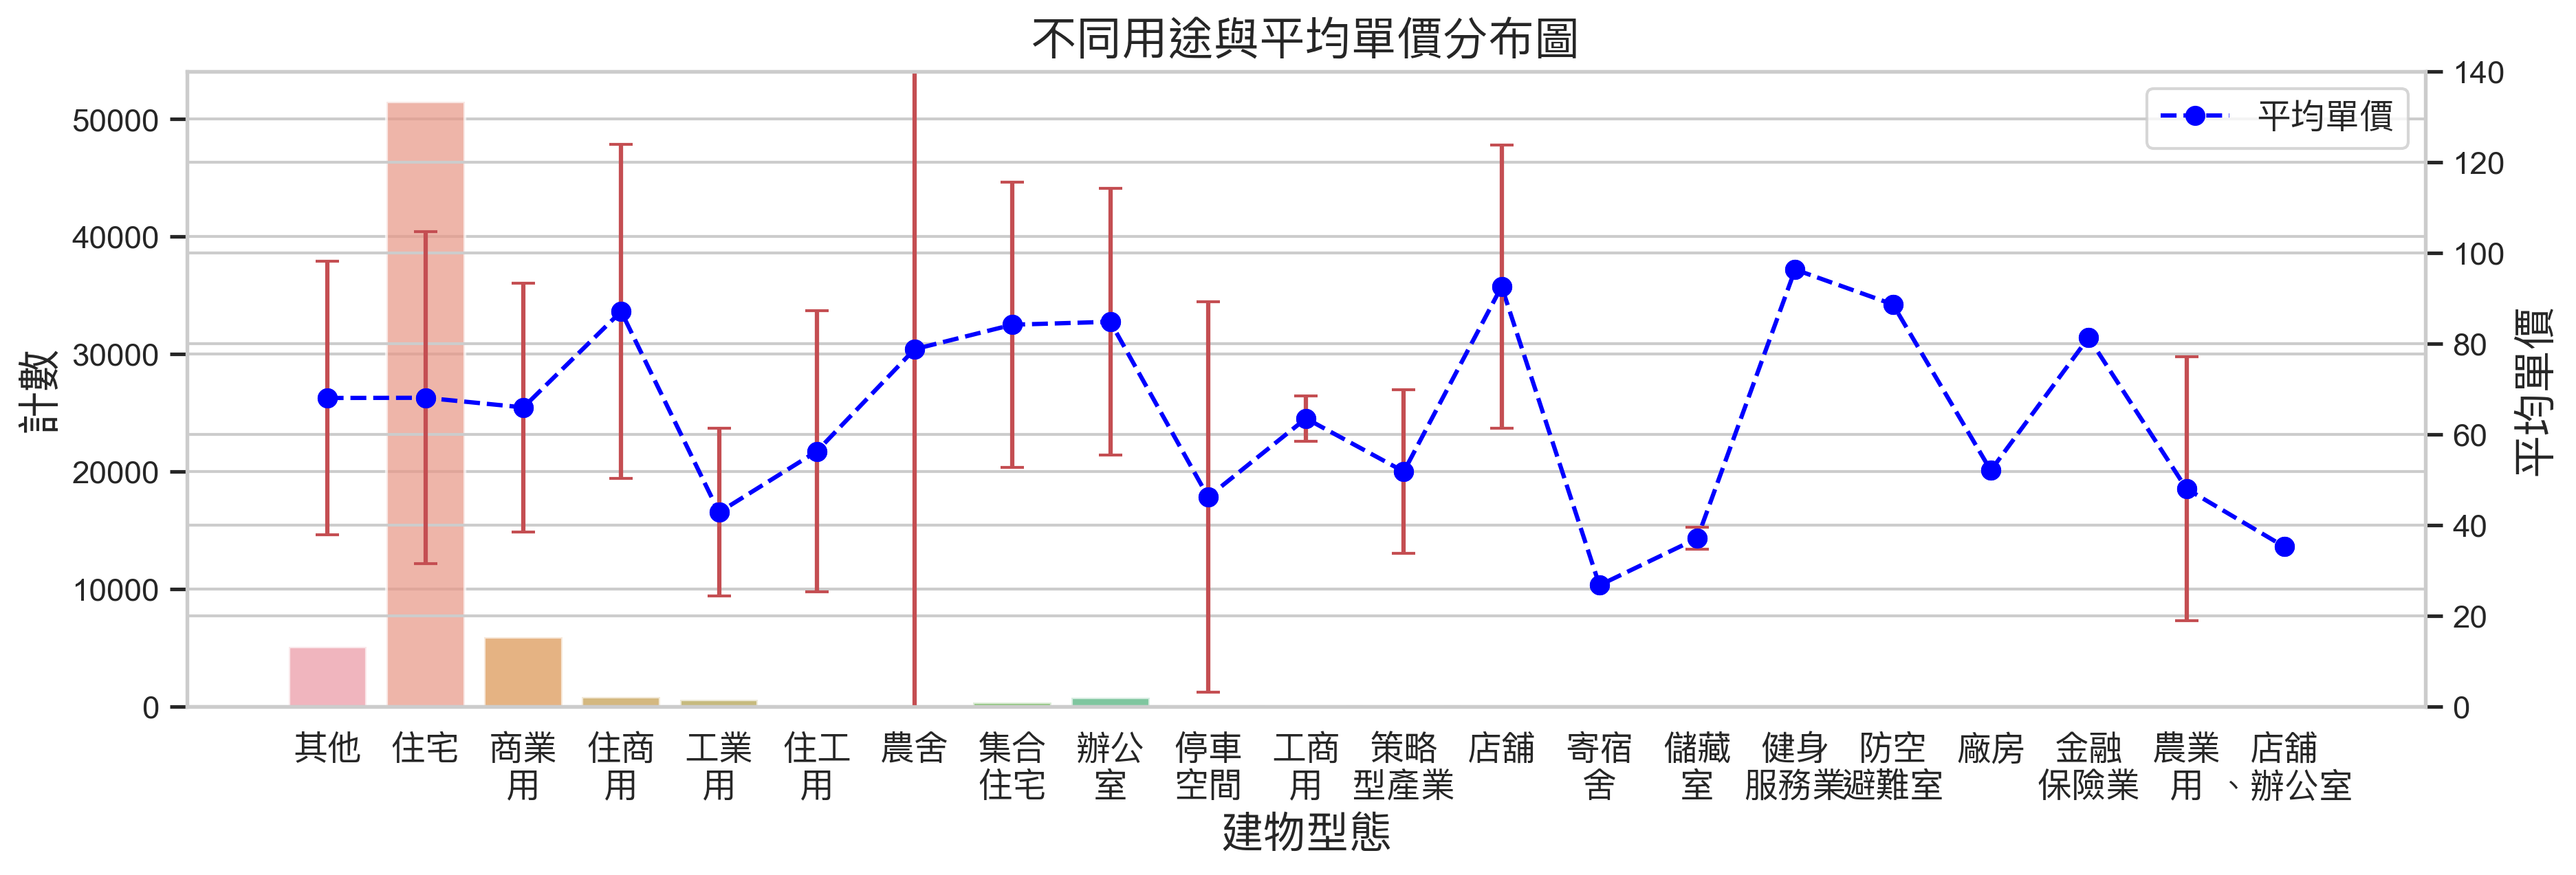 不同用途與平均單價分布圖
平均單價
計數
50000
40000
30000
20000
10000
0
140
120
100
80
60
40
20
0
平均單價
其他
住宅
商業
用
住商
用
工業
用
住工
用
農舍
集合
住宅
辦公
室
停車
空間
工商
用
策略
型產業
店舖
寄宿
舍
儲藏
室
健身
服務業
防空
避難室
廠房
金融
保險業
農業
用
店舖
、辦公室
建物型態